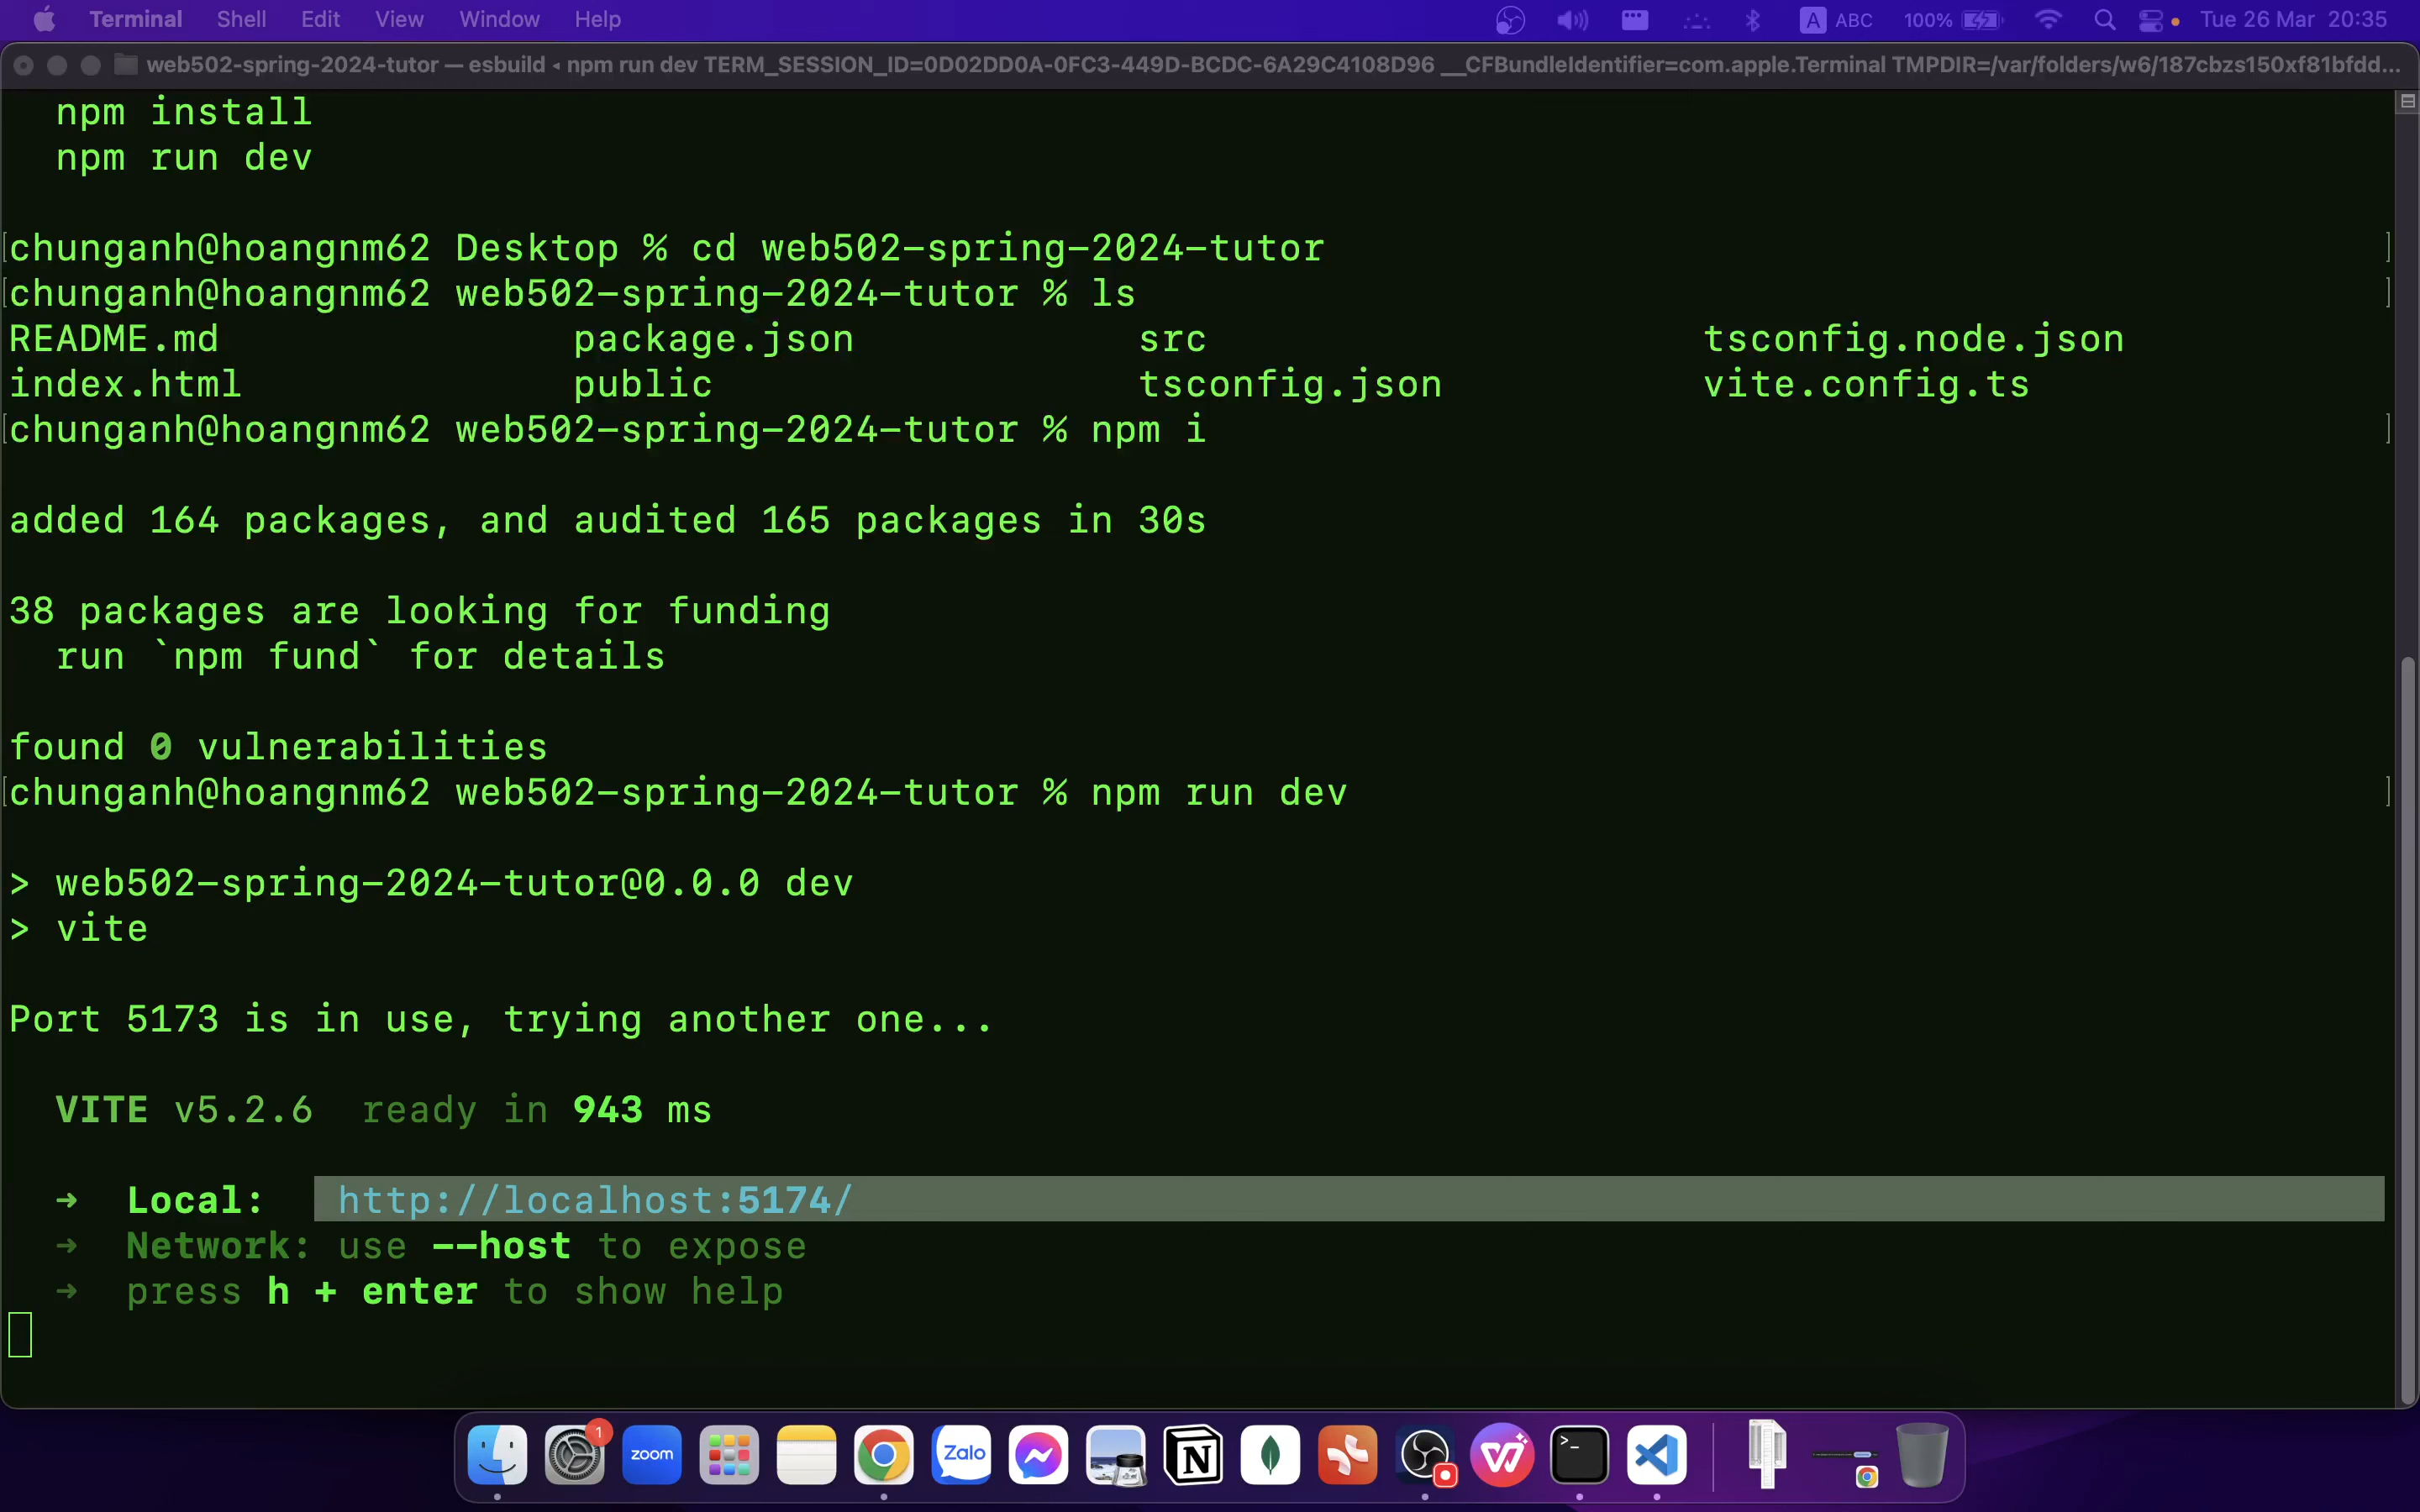 Terminal Shell Edit View Window Help A ABC 100% Tue 26 Mar 20:35
web502-spring-2024-tutor — esbuild ◂ npm run dev TERM_SESSION_ID=0D02DD0A-0FC3-449D-BCDC-6A29C4108D96 __CFBundleIdentifier=com.apple.Terminal TMPDIR=/var/folders/w6/187cbzs150xf81bfdd...
npm install
npm run dev
[chunganh@hoangnm62 Desktop % cd web502-spring-2024-tutor ]
[chunganh@hoangnm62 web502-spring-2024-tutor % ls ]
README.md package.json src tsconfig.node.json
index.html public tsconfig.json vite.config.ts
[chunganh@hoangnm62 web502-spring-2024-tutor % npm i ]
added 164 packages, and audited 165 packages in 30s
38 packages are looking for funding
run `npm fund` for details
found 0 vulnerabilities
[chunganh@hoangnm62 web502-spring-2024-tutor % npm run dev ]
> web502-spring-2024-tutor@0.0.0 dev
> vite
Port 5173 is in use, trying another one...
VITE v5.2.6 ready in 943 ms
➜ Local: http://localhost:5174/
➜ Network: use --host to expose
➜ press h + enter to show help
1
zoom Zalo N >_